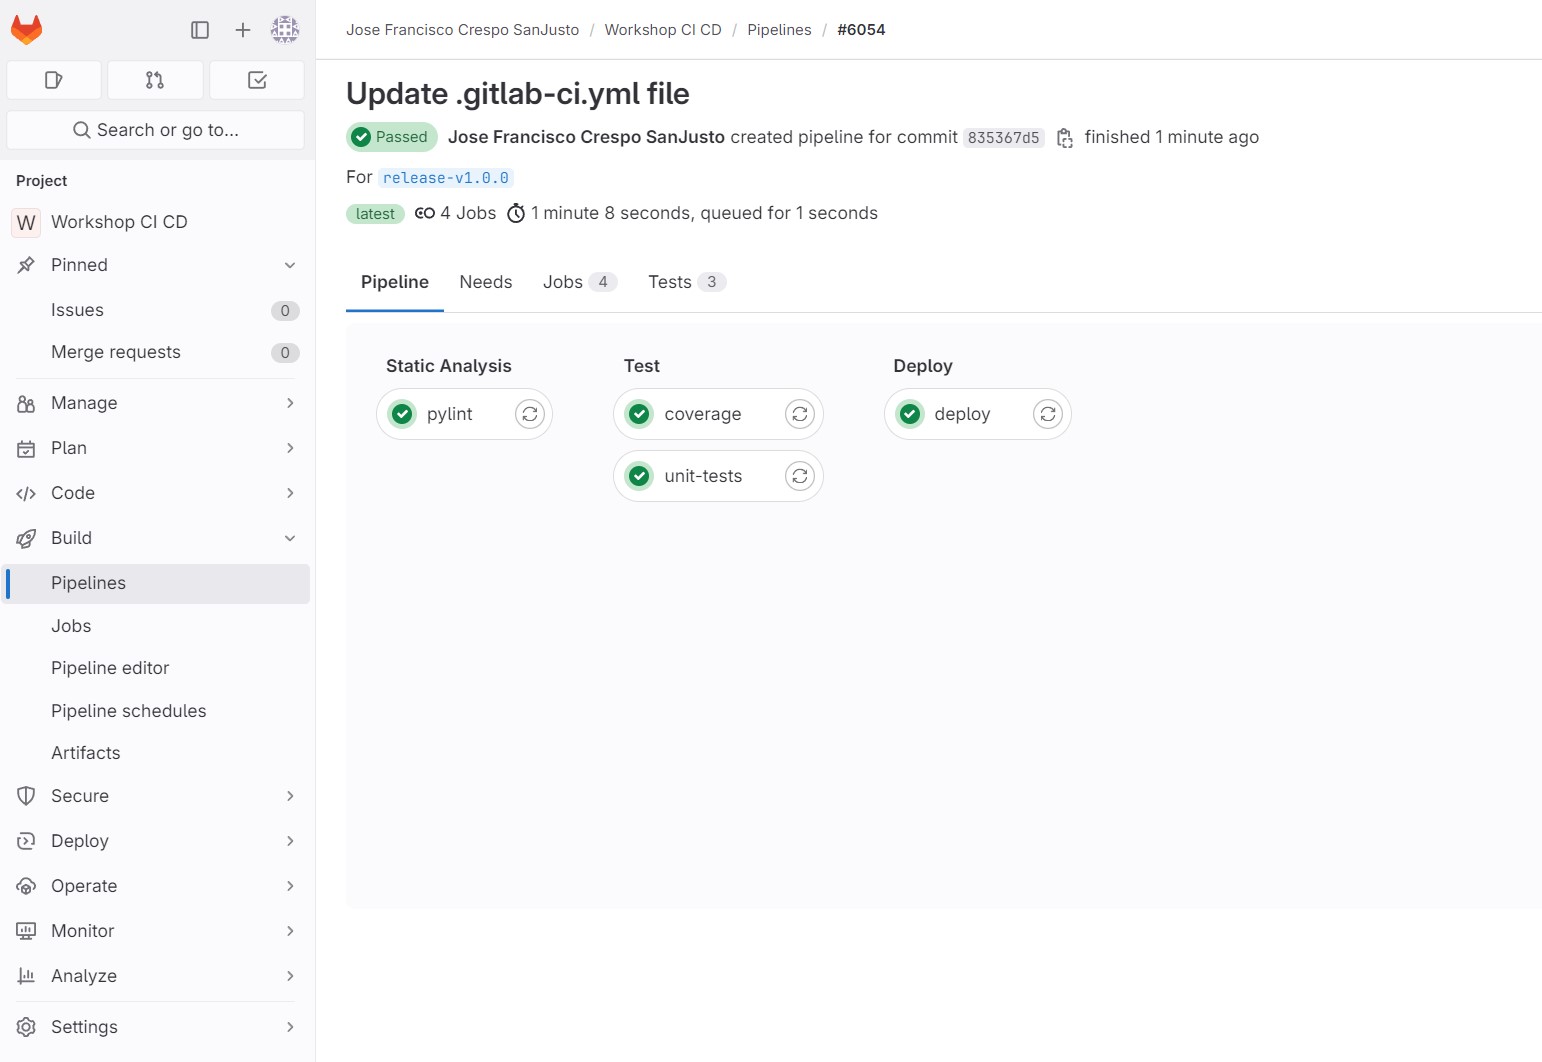 Jose Francisco Crespo SanJusto / Workshop CI CD / Pipelines / #6054
Search or go to...
Project
W Workshop CI CD
Pinned
Issues 0
Merge requests 0
Manage
Plan
Code
Build
Pipelines
Jobs
Pipeline editor
Pipeline schedules
Artifacts
Secure
Deploy
Operate
Monitor
Analyze
Settings
Update .gitlab-ci.yml file
Passed Jose Francisco Crespo SanJusto created pipeline for commit 835367d5 finished 1 minute ago
For release-v1.0.0
latest 4 Jobs 1 minute 8 seconds, queued for 1 seconds
Pipeline Needs Jobs 4 Tests 3
Static Analysis Test Deploy
pylint coverage deploy
unit-tests